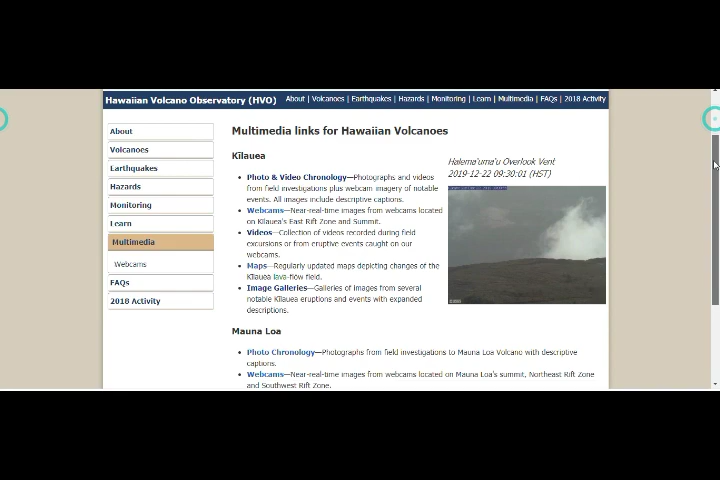 Hawaiian Volcano Observatory (HVO) About | Volcanoes | Earthquakes | Hazards | Monitoring | Learn | Multimedia | FAQs | 2018 Activity
About
Volcanoes
Earthquakes
Hazards
Monitoring
Learn
Multimedia
Webcams
FAQs
2018 Activity
Multimedia links for Hawaiian Volcanoes
Kīlauea
• Photo & Video Chronology—Photographs and videos
from field investigations plus webcam imagery of notable
events. All images include descriptive captions.
• Webcams—Near-real-time images from webcams located
on Kīlauea's East Rift Zone and Summit.
• Videos—Collection of videos recorded during field
excursions or from eruptive events caught on our
webcams.
• Maps—Regularly updated maps depicting changes of the
Kīlauea lava-flow field.
• Image Galleries—Galleries of images from several
notable Kīlauea eruptions and events with expanded
descriptions.
Halema'uma'u Overlook Vent
2019-12-22 09:30:01 (HST)
Mauna Loa
• Photo Chronology—Photographs from field investigations to Mauna Loa Volcano with descriptive
captions.
• Webcams—Near-real-time images from webcams located on Mauna Loa's summit, Northeast Rift Zone
and Southwest Rift Zone.